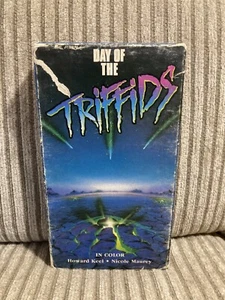 DAY OF
THE
TRIFFIDS
IN COLOR
Howard Keel • Nicole Maurey